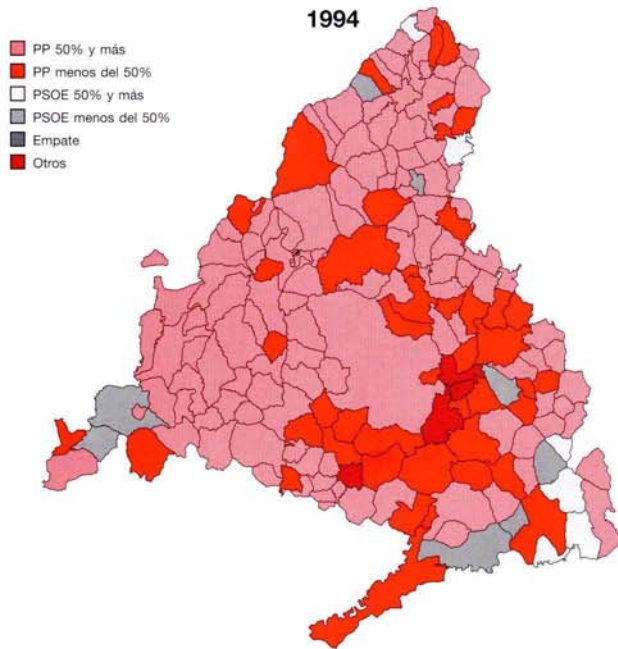 1994
PP 50% y más
PP menos del 50%
PSOE 50% y más
PSOE menos del 50%
Empate
Otros